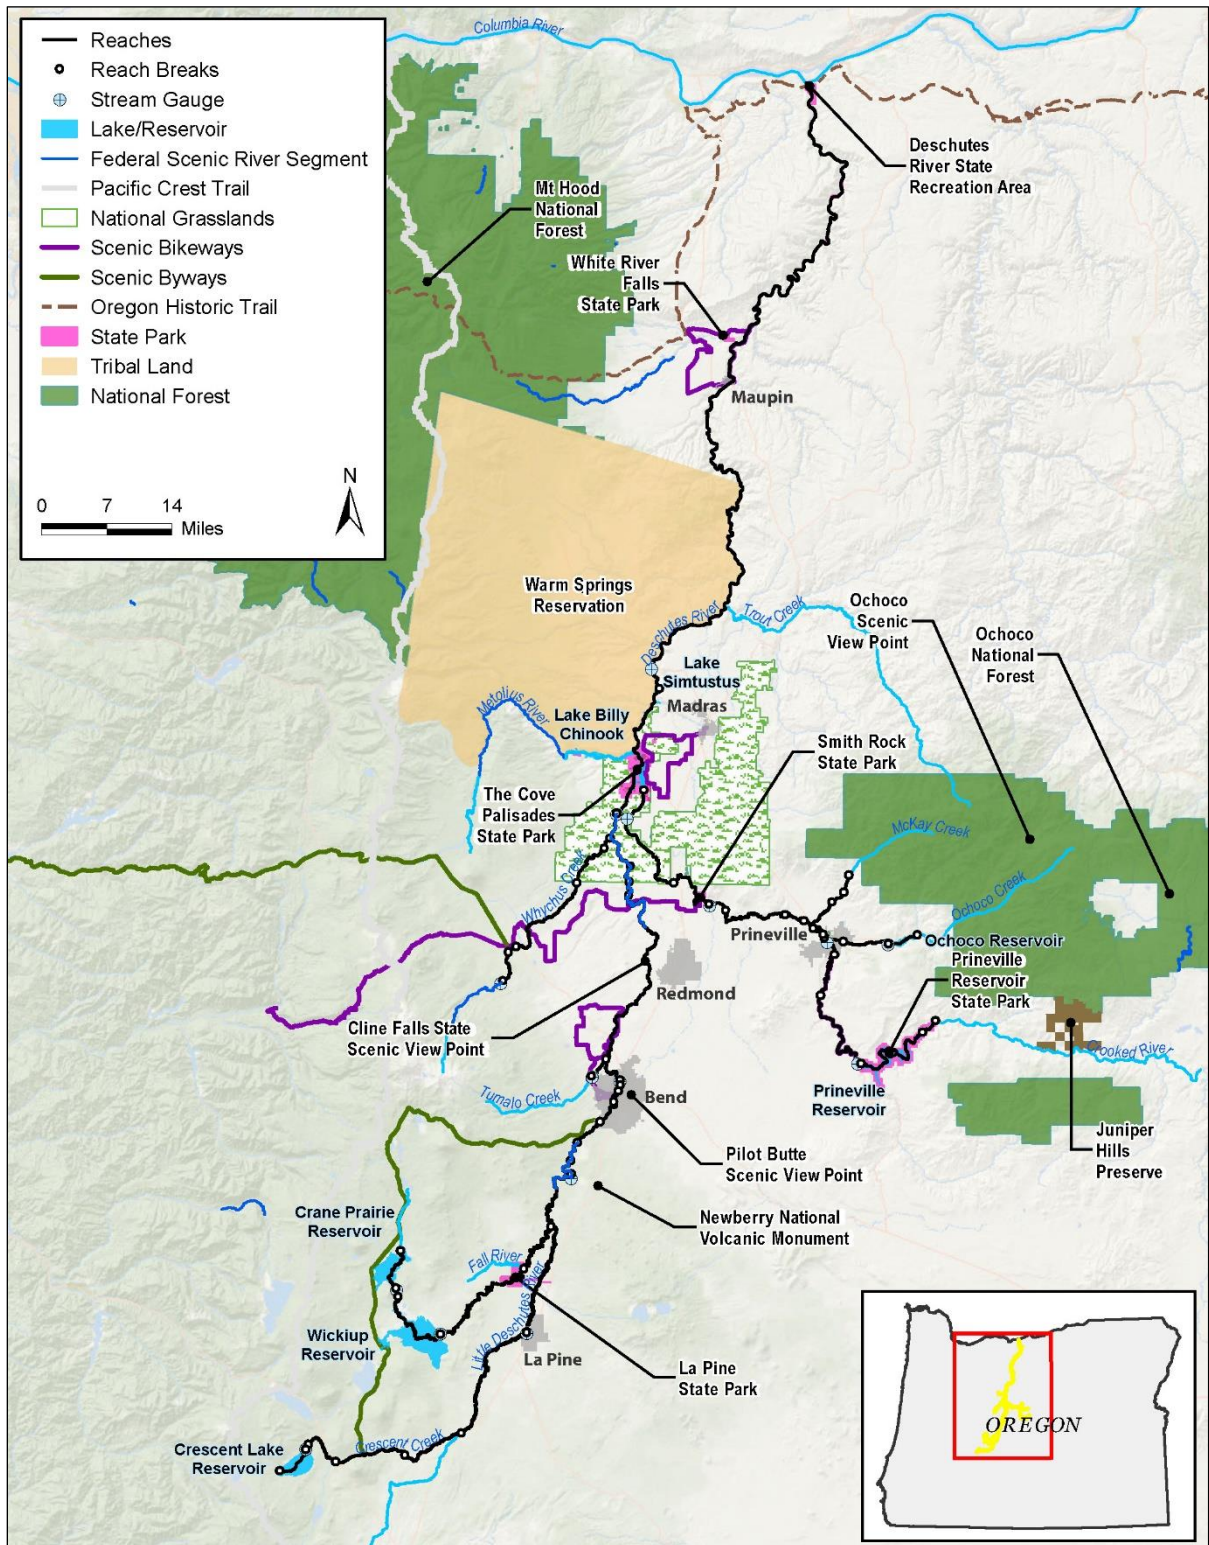 Reaches
Reach Breaks
Stream Gauge
Lake/Reservoir
Federal Scenic River Segment
Pacific Crest Trail
National Grasslands
Scenic Bikeways
Scenic Byways
Oregon Historic Trail
State Park
Tribal Land
National Forest
N
0 7 14
Miles
Columbia River
Deschutes
River State
Recreation Area
Mt Hood
National
Forest
White River
Falls
State Park
Maupin
Warm Springs
Reservation
Deschutes River
Trout Creek
Ochoco
Scenic
View Point
Ochoco
National
Forest
Lake
Simtustus
Madras
Metolius River
Lake Billy
Chinook
Smith Rock
State Park
The Cove
Palisades
State Park
McKay Creek
Whychus Creek
Ochoco Creek
Prineville
Ochoco Reservoir
Prineville
Reservoir
State Park
Redmond
Cline Falls State
Scenic View Point
Crooked River
Tumalo Creek
Bend
Prineville
Reservoir
Juniper
Hills
Preserve
Pilot Butte
Scenic View Point
Crane Prairie
Reservoir
Newberry National
Volcanic Monument
Fall River
Little Deschutes River
Wickiup
Reservoir
La Pine
La Pine
State Park
Crescent Lake
Reservoir
Crescent Creek
OREGON